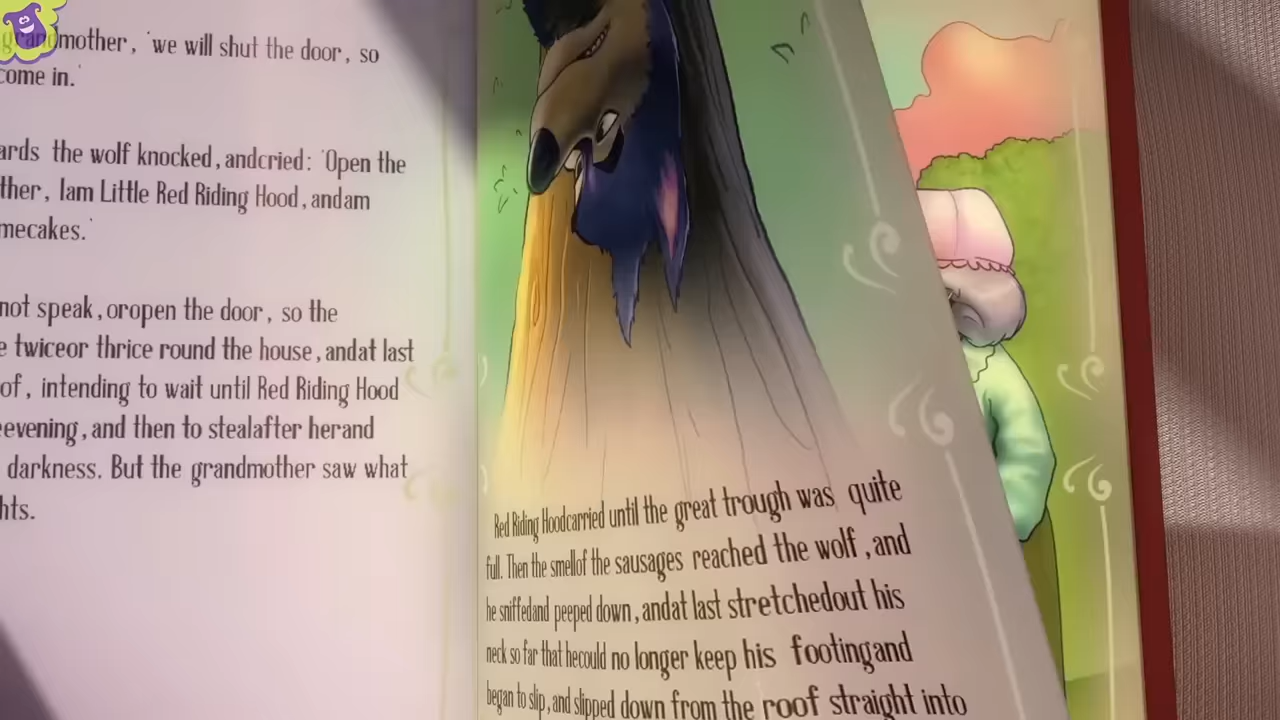 grandmother, 'we will shut the door, so
come in.'
ards the wolf knocked, andcried: 'Open the
ther, Iam Little Red Riding Hood, andam
mecakes.'
not speak, oropen the door, so the
e twiceor thrice round the house, andat last
of, intending to wait until Red Riding Hood
evening, and then to stealafter herand
darkness. But the grandmother saw what
hts.
Red Riding Hoodcarried until the great trough was quite
full. Then the smellof the sausages reached the wolf, and
he sniffedand peeped down, andat last stretchedout his
neck so far that hecould no longer keep his footingand
began to slip, and slipped down from the roof straight into